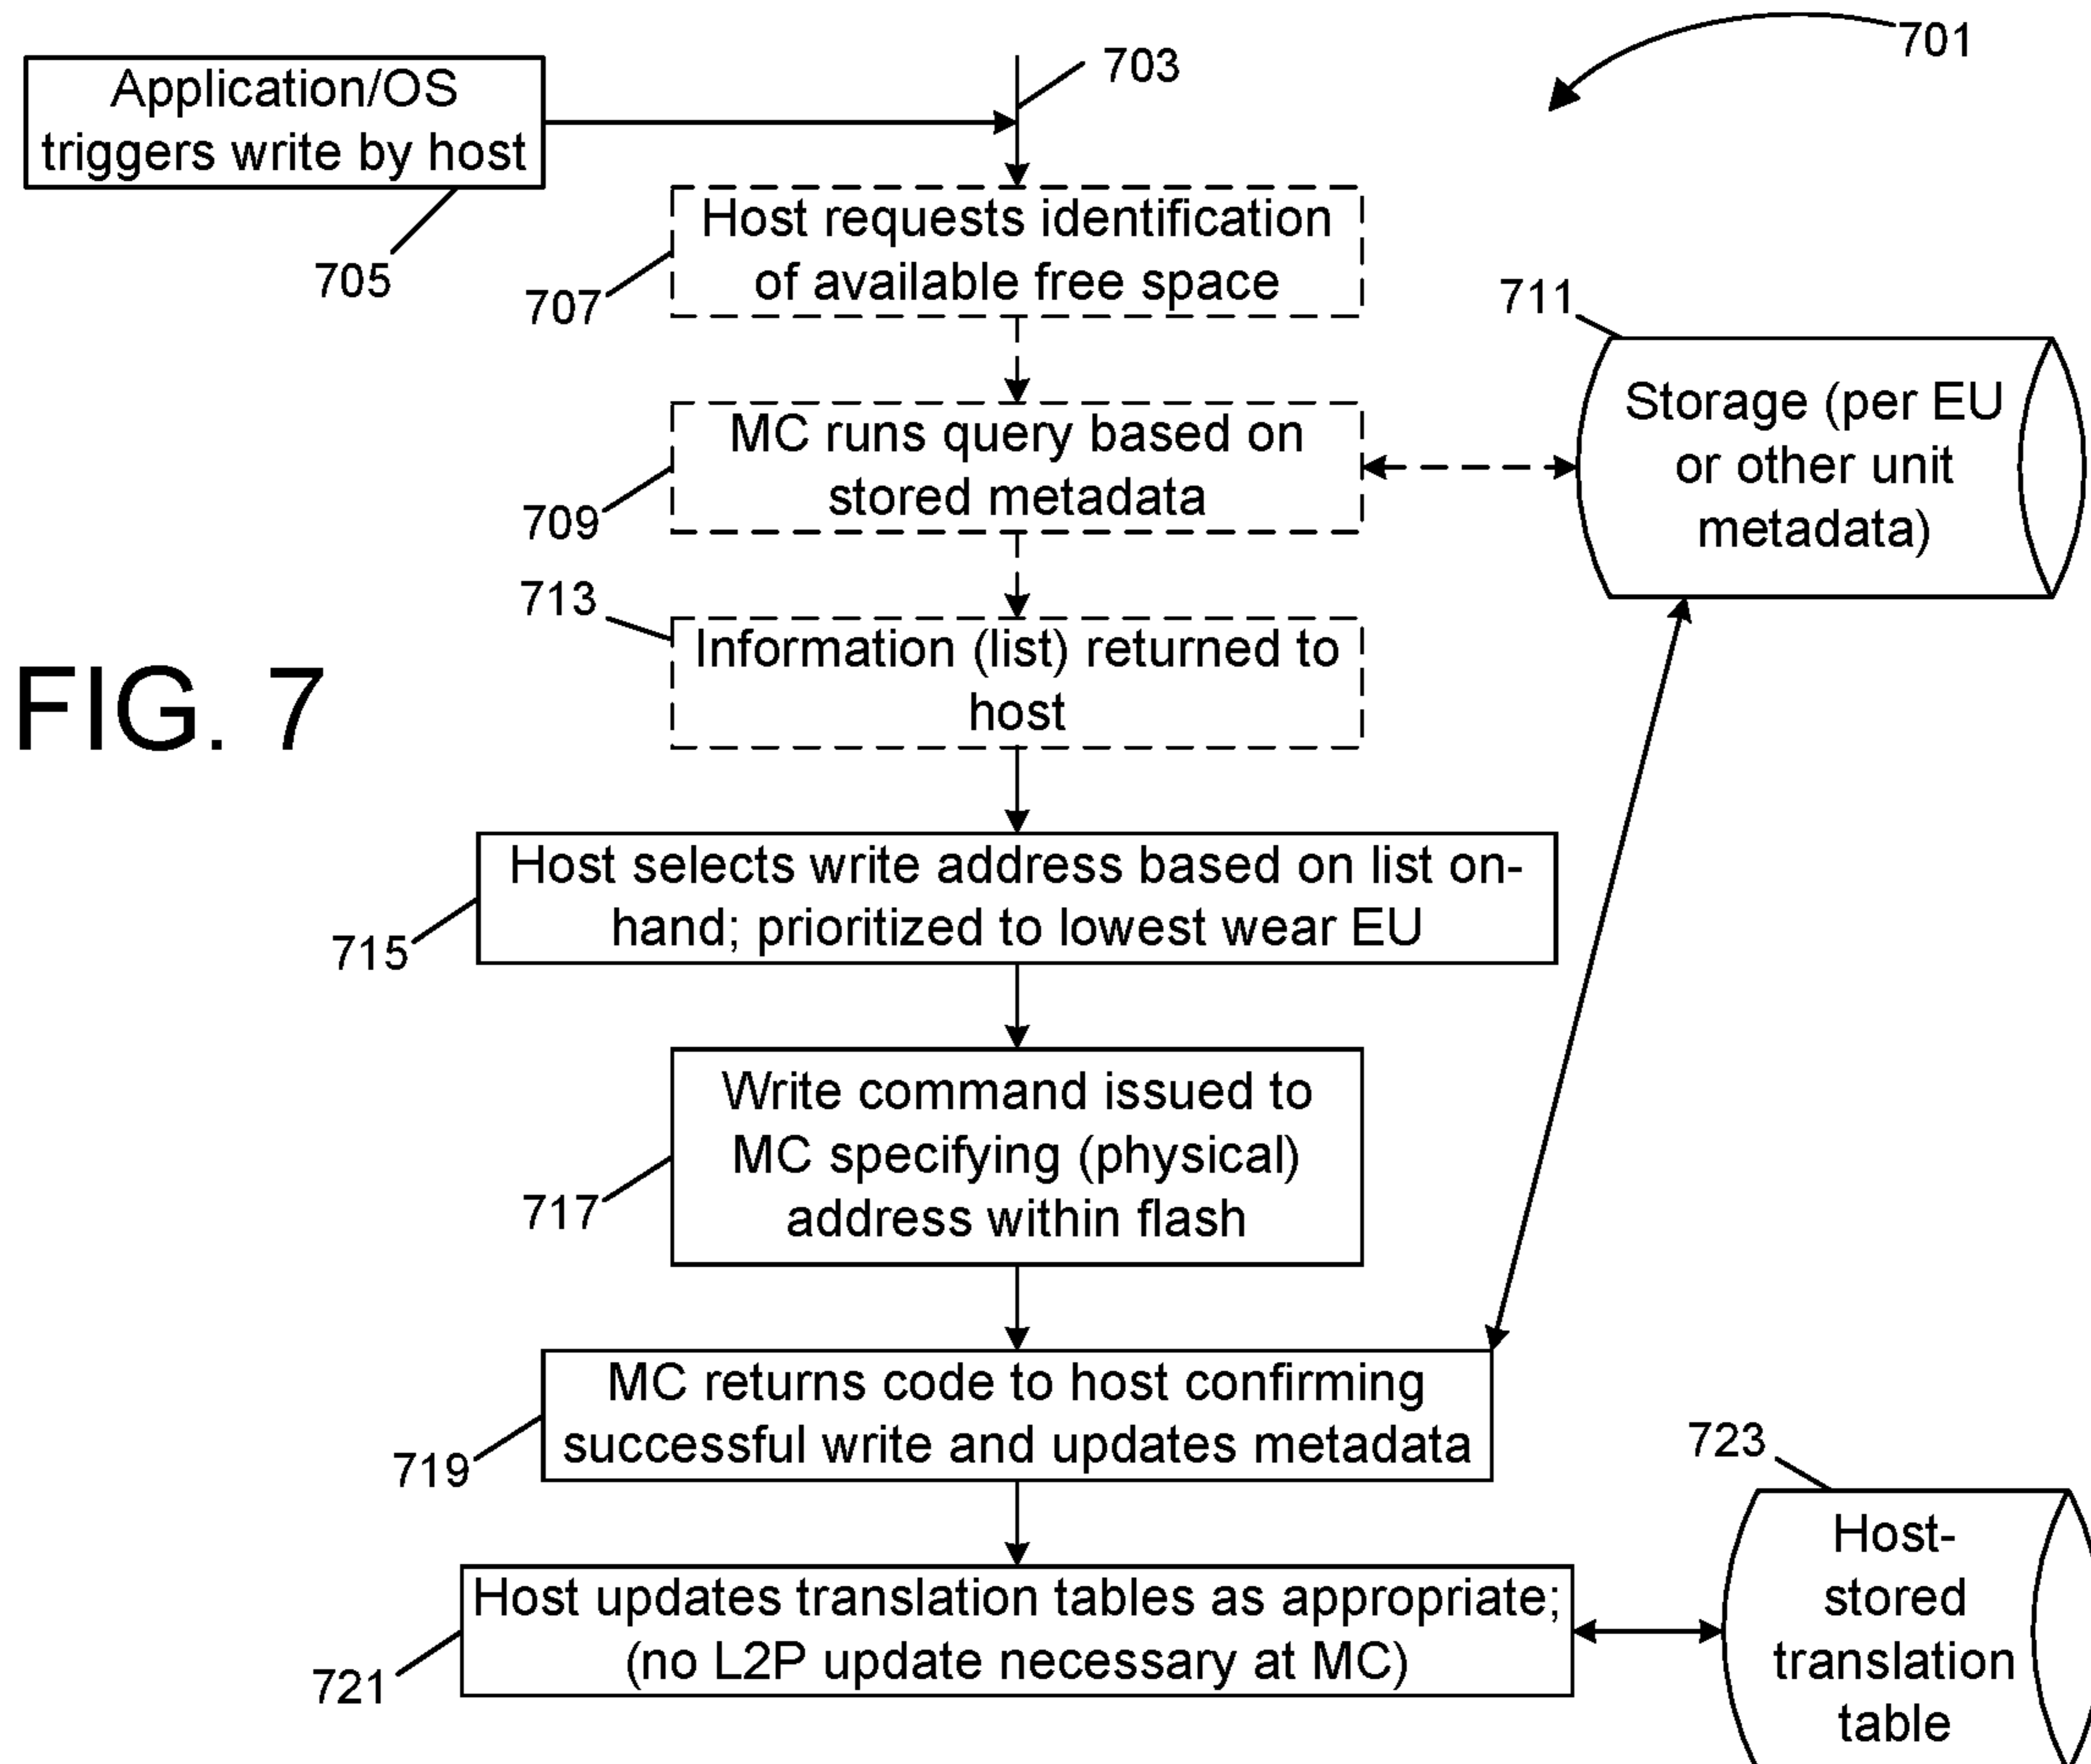 701
703
Application/OS
triggers write by host
705
Host requests identification
of available free space
707
711
Storage (per EU
or other unit
metadata)
MC runs query based on
stored metadata
709
713
Information (list) returned to
host
FIG. 7
Host selects write address based on list on-
hand; prioritized to lowest wear EU
715
Write command issued to
MC specifying (physical)
address within flash
717
MC returns code to host confirming
successful write and updates metadata
719
723
Host-
stored
translation
table
Host updates translation tables as appropriate;
(no L2P update necessary at MC)
721